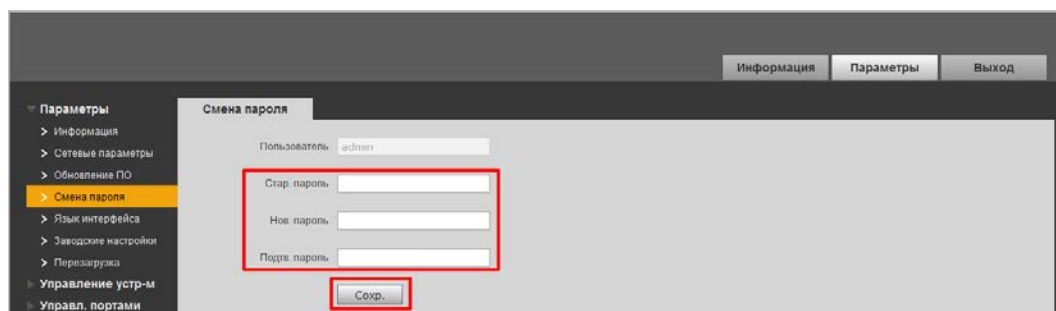 Информация Параметры Выход
Параметры
Смена пароля
Информация
Сетевые параметры
Обновление ПО
Смена пароля
Язык интерфейса
Заводские настройки
Перезагрузка
Управление устр-м
Управл. портами
Пользователь admin
Стар. пароль
Нов. пароль
Подтв. пароль
Сохр.